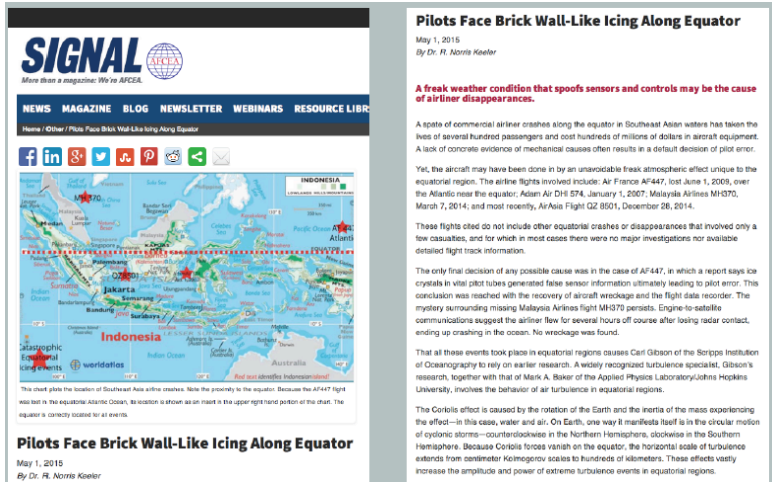 SIGNAL
AFCEA
More than a magazine: We're AFCEA.
NEWS MAGAZINE BLOG NEWSLETTER WEBINARS RESOURCE LIBR
Home / Other / Pilots Face Brick Wall-Like Icing Along Equator
INDONESIA
MH370
Pacific Ocean
AF447
Atlantic
EQUATOR
QZ8501
Jakarta
Semarang
Bandung
Surabaya
Java
Indonesia
Indian
Ocean
Indian Ocean
Australia
Catastrophic
Equatorial
Icing events
worldatlas
Red text identifies Indonesian island!
This chart plots the location of Southeast Asia airline crashes. Note the proximity to the equator. Because the AF447 flight
was lost in the equatorial Atlantic Ocean, its location is shown as an insert in the upper right hand portion of this chart. The
equator is correctly located for all events.
Pilots Face Brick Wall-Like Icing Along Equator
May 1, 2015
By Dr. R. Norris Keeler
Pilots Face Brick Wall-Like Icing Along Equator
May 1, 2015
By Dr. R. Norris Keeler
A freak weather condition that spoofs sensors and controls may be the cause
of airliner disappearances.
A spate of commercial airliner crashes along the equator in Southeast Asian waters has taken the
lives of several hundred passengers and cost hundreds of millions of dollars in aircraft equipment.
A lack of concrete evidence of mechanical causes often results in a default decision of pilot error.
Yet, the aircraft may have been done in by an unavoidable freak atmospheric effect unique to the
equatorial region. The airline flights involved include: Air France AF447, lost June 1, 2009, over
the Atlantic near the equator; Adam Air DHI 574, January 1, 2007; Malaysia Airlines MH370,
March 7, 2014; and most recently, AirAsia Flight QZ 8501, December 28, 2014.
These flights cited do not include other equatorial crashes or disappearances that involved only a
few casualties, and for which in most cases there were no major investigations nor available
detailed flight track information.
The only final decision of any possible cause was in the case of AF447, in which a report says ice
crystals in vital pitot tubes generated false sensor information ultimately leading to pilot error. This
conclusion was reached with the recovery of aircraft wreckage and the flight data recorder. The
mystery surrounding missing Malaysia Airlines flight MH370 persists. Engine-to-satellite
communications suggest the airliner flew for several hours off course after losing radar contact,
ending up crashing in the ocean. No wreckage was found.
That all these events took place in equatorial regions causes Carl Gibson of the Scripps Institution
of Oceanography to rely on earlier research. A widely recognized turbulence specialist, Gibson's
research, together with that of Mark A. Baker of the Applied Physics Laboratory/Johns Hopkins
University, involves the behavior of air turbulence in equatorial regions.
The Coriolis effect is caused by the rotation of the Earth and the inertia of the mass experiencing
the effect—in this case, water and air. On Earth, one way it manifests itself is in the circular motion
of cyclonic storms—counterclockwise in the Northern Hemisphere, clockwise in the Southern
Hemisphere. Because Coriolis forces vanish on the equator, the horizontal scale of turbulence
extends from centimeter Kolmogorov scales to hundreds of kilometers. These effects vastly
increase the amplitude and power of extreme turbulence events in equatorial regions.